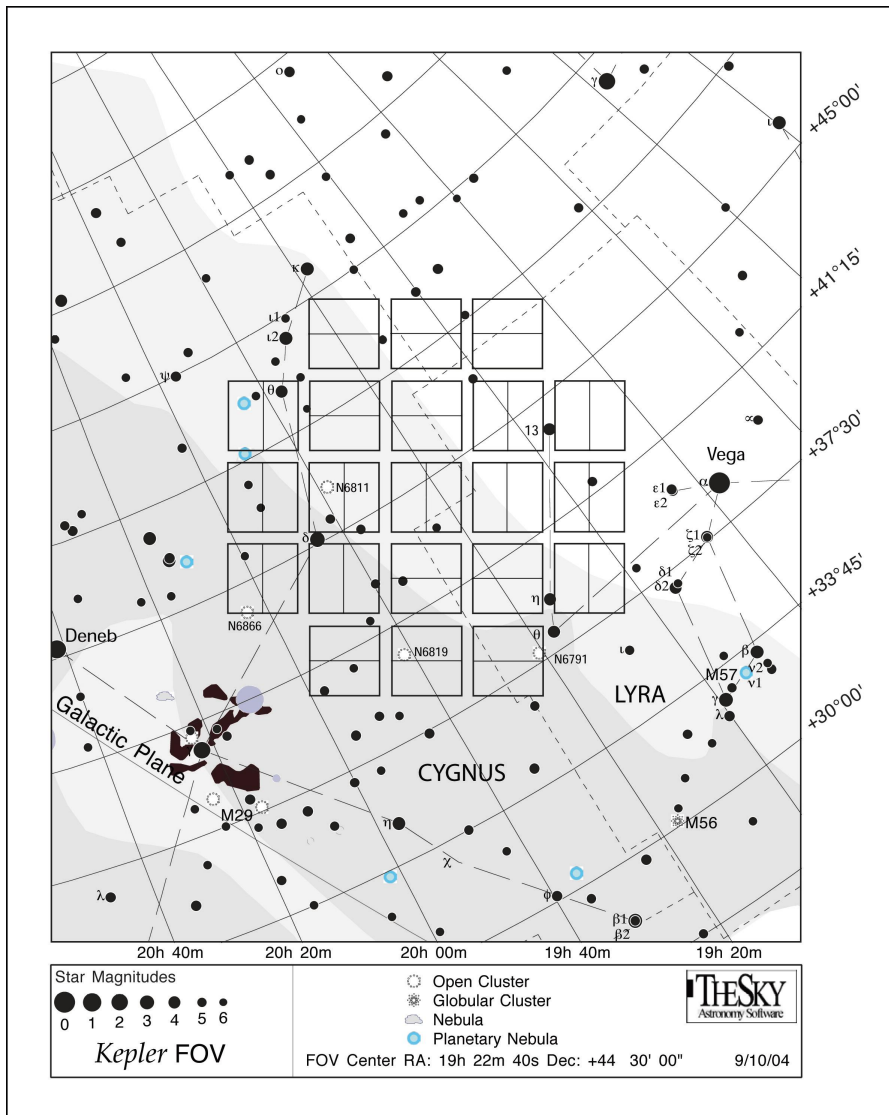 ο
γ
ι
+45°00'
κ
+41°15'
ι1
ι2
ψ
θ
13
+37°30'
∝
Vega
α
ε1
ε2
N6811
δ
ζ1
ζ2
+33°45'
δ1
δ2
η
N6866
θ
Deneb
N6819
N6791
ι
β
M57
ν2
ν1
LYRA
γ
λ
+30°00'
Galactic Plane
CYGNUS
M29
M56
η
χ
λ
φ
β1
β2
20h 40m 20h 20m 20h 00m 19h 40m 19h 20m
Star Magnitudes
0 1 2 3 4 5 6
Kepler FOV
Open Cluster
Globular Cluster
Nebula
Planetary Nebula
FOV Center RA: 19h 22m 40s Dec: +44 30' 00" 9/10/04
THESKY
Astronomy Software